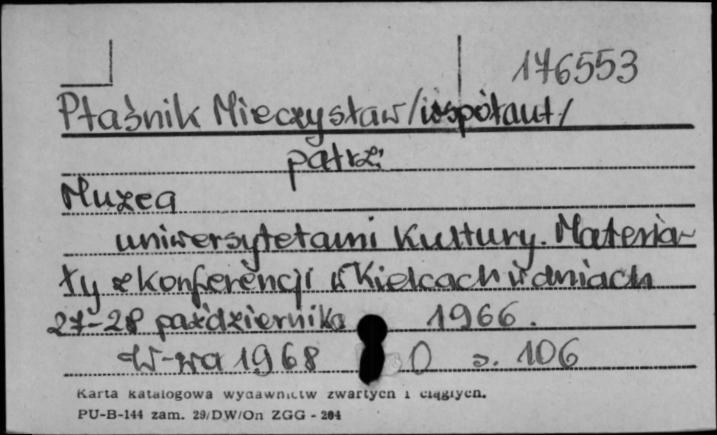 176553
Ptaśnik Mieczysław /współaut/
patrz:
Muzea
uniwersytetami Kultury. Materia-
ły z konferencji w Kielcach w dniach
27-28 października 1966.
W-wa 1968 O s. 106
Karta katalogowa wydawnictw zwartych i ciągłych.
PU-B-144 zam. 29/DW/On ZGG - 204